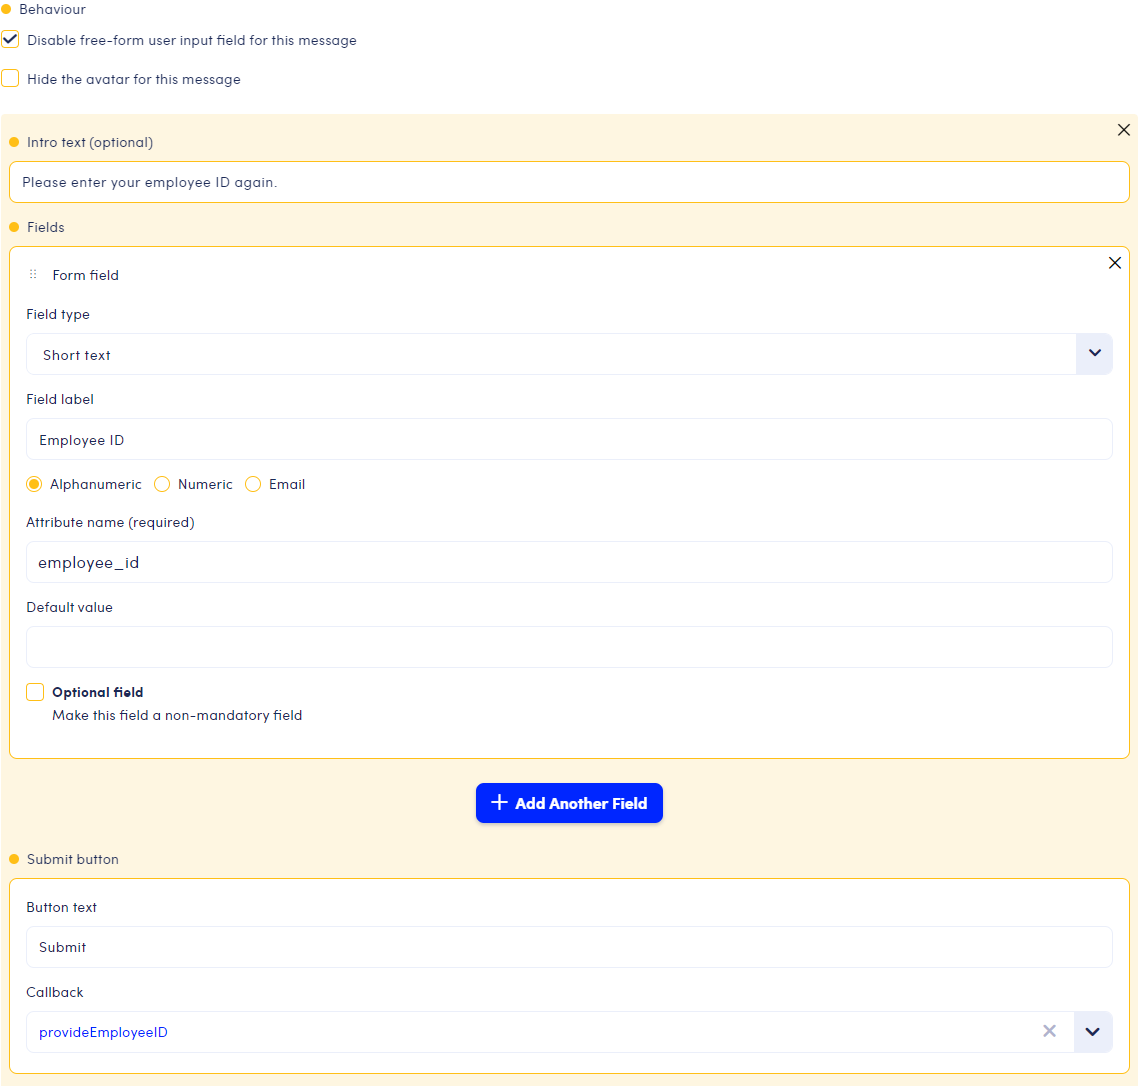 Behaviour
Disable free-form user input field for this message
Hide the avatar for this message
Intro text (optional)
Please enter your employee ID again.
Fields
Form field
Field type
Short text
Field label
Employee ID
Alphanumeric Numeric Email
Attribute name (required)
employee_id
Default value
Optional field
Make this field a non-mandatory field
Add Another Field
Submit button
Button text
Submit
Callback
provideEmployeeID